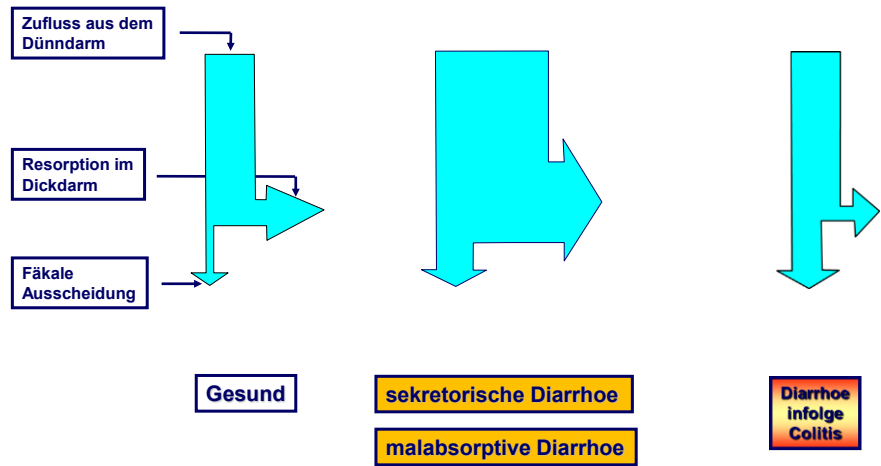 Zufluss aus dem
Dünndarm
Resorption im
Dickdarm
Fäkale
Ausscheidung
Gesund
sekretorische Diarrhoe
malabsorptive Diarrhoe
Diarrhoe
infolge
Colitis